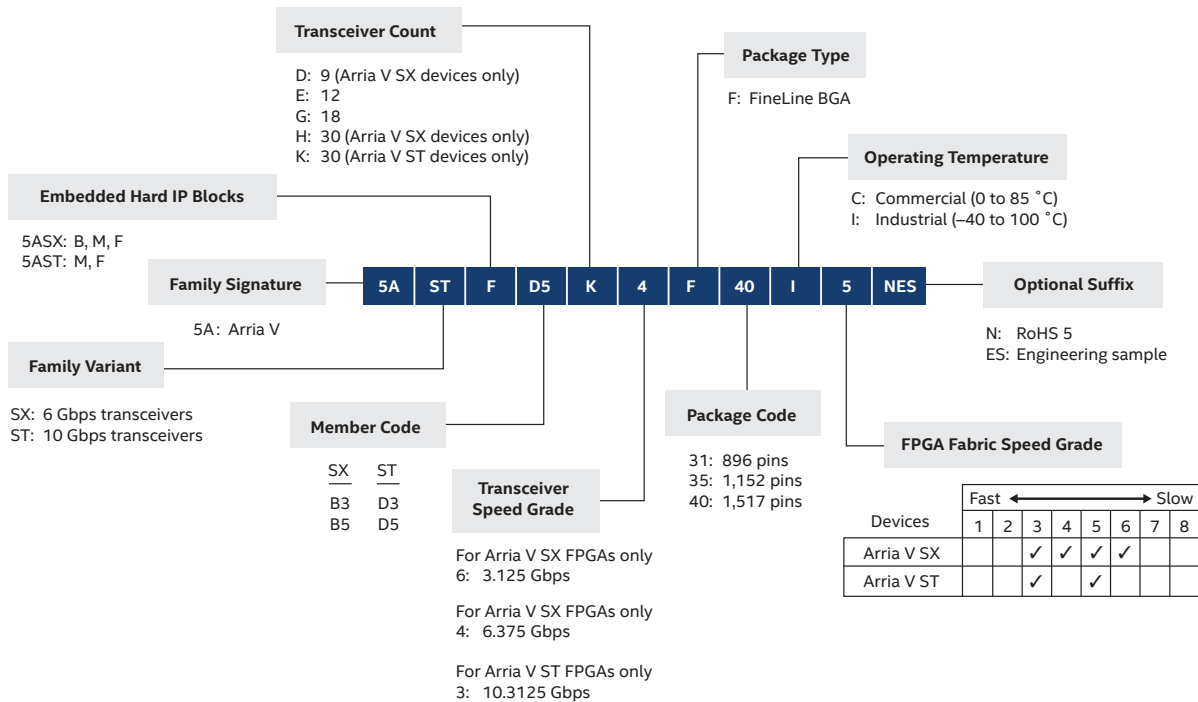 Transceiver Count
D: 9 (Arria V SX devices only)
E: 12
G: 18
H: 30 (Arria V SX devices only)
K: 30 (Arria V ST devices only)
Package Type
F: FineLine BGA
Operating Temperature
C: Commercial (0 to 85 ˚C)
I: Industrial (–40 to 100 ˚C)
Embedded Hard IP Blocks
5ASX: B, M, F
5AST: M, F
Family Signature
5A: Arria V
5A ST F D5 K 4 F 40 I 5 NES
Optional Suffix
N: RoHS 5
ES: Engineering sample
Family Variant
SX: 6 Gbps transceivers
ST: 10 Gbps transceivers
Member Code
SX ST
B3 D3
B5 D5
Transceiver
Speed Grade
For Arria V SX FPGAs only
6: 3.125 Gbps
For Arria V SX FPGAs only
4: 6.375 Gbps
For Arria V ST FPGAs only
3: 10.3125 Gbps
Package Code
31: 896 pins
35: 1,152 pins
40: 1,517 pins
FPGA Fabric Speed Grade
Fast Slow
Devices 1 2 3 4 5 6 7 8
Arria V SX ✓ ✓ ✓ ✓
Arria V ST ✓ ✓